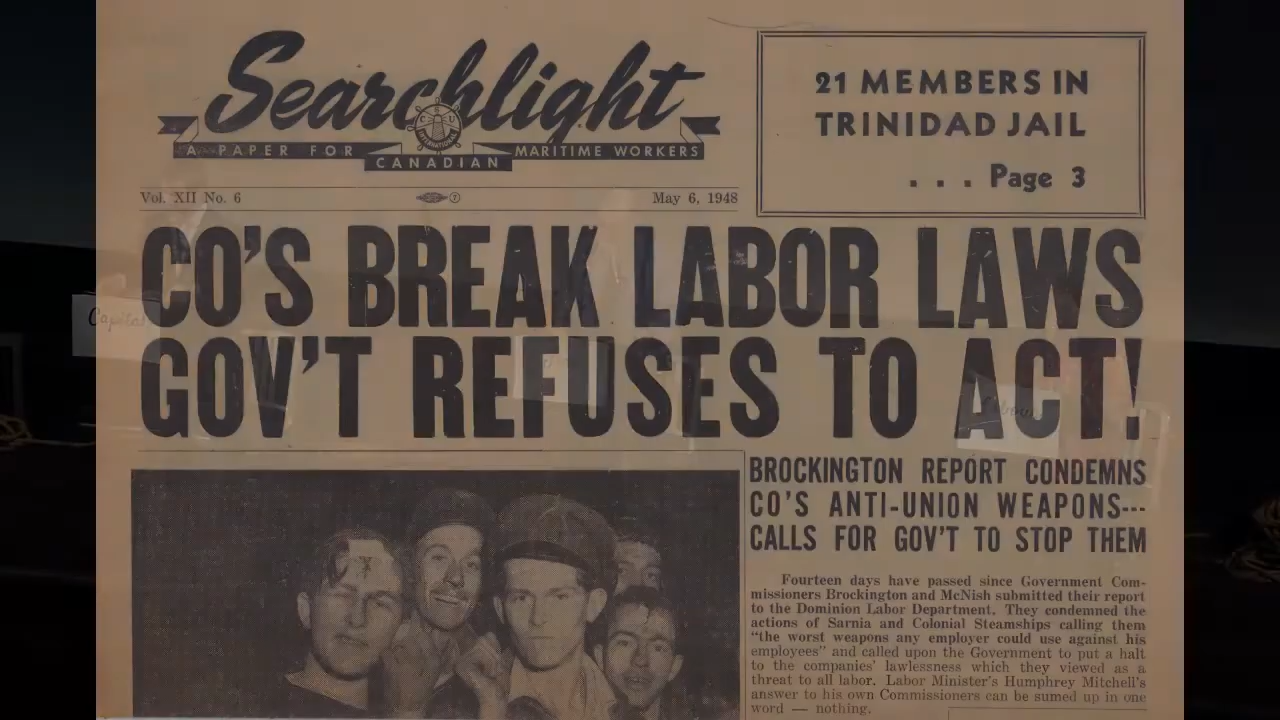 Searchlight
A PAPER FOR CANADIAN MARITIME WORKERS
C S U
INTERNATIONAL
21 MEMBERS IN
TRINIDAD JAIL
. . . Page 3
Vol. XII No. 6
May 6, 1948
CO'S BREAK LABOR LAWS
GOV'T REFUSES TO ACT!
Capital
Labour
BROCKINGTON REPORT CONDEMNS
CO'S ANTI-UNION WEAPONS---
CALLS FOR GOV'T TO STOP THEM
Fourteen days have passed since Government Com-
missioners Brockington and McNish submitted their report
to the Dominion Labor Department. They condemned the
actions of Sarnia and Colonial Steamships calling them
"the worst weapons any employer could use against his
employees" and called upon the Government to put a halt
to the companies' lawlessness which they viewed as a
threat to all labor. Labor Minister's Humphrey Mitchell's
answer to his own Commissioners can be sumed up in one
word — nothing.